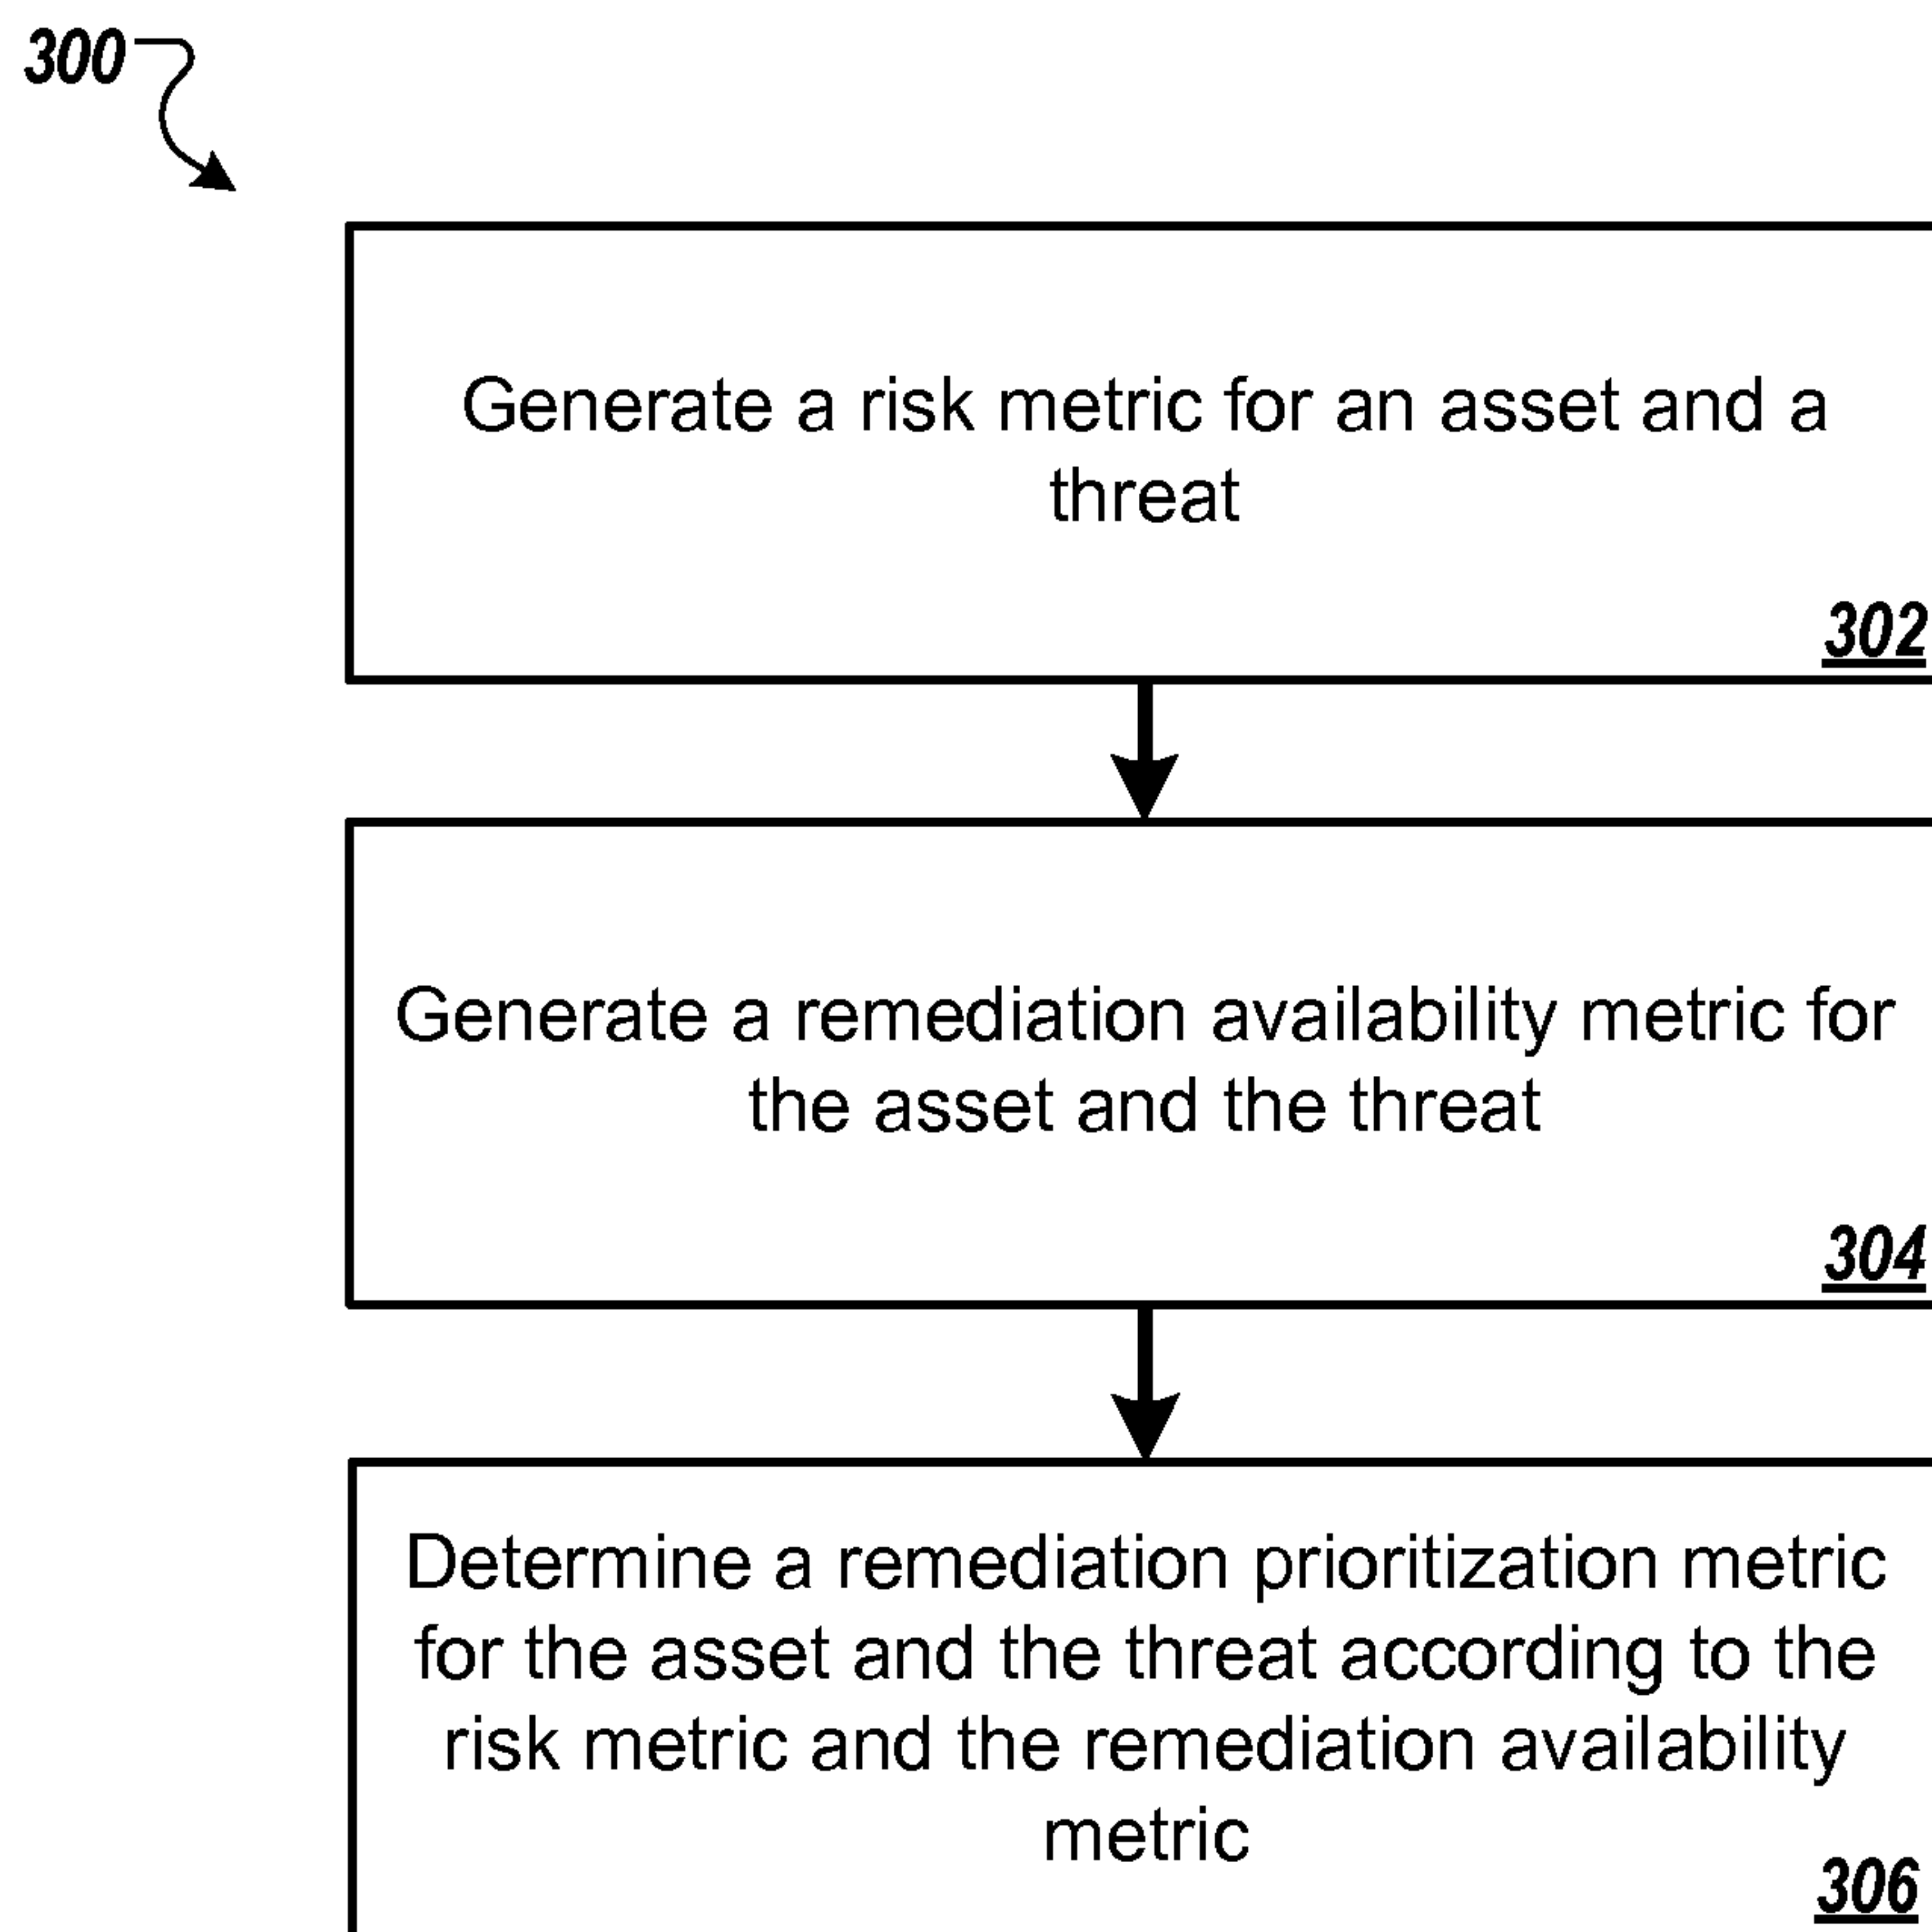 300
Generate a risk metric for an asset and a
threat
302
Generate a remediation availability metric for
the asset and the threat
304
Determine a remediation prioritization metric
for the asset and the threat according to the
risk metric and the remediation availability
metric
306